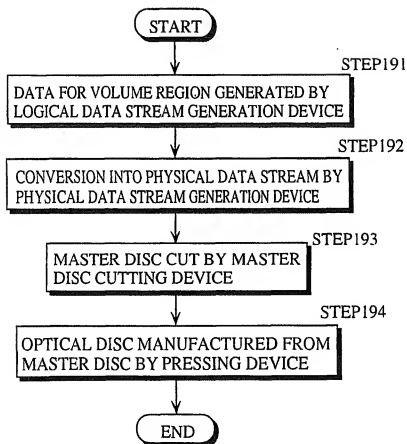 START
STEP191
DATA FOR VOLUME REGION GENERATED BY
LOGICAL DATA STREAM GENERATION DEVICE
STEP192
CONVERSION INTO PHYSICAL DATA STREAM BY
PHYSICAL DATA STREAM GENERATION DEVICE
STEP193
MASTER DISC CUT BY MASTER
DISC CUTTING DEVICE
STEP194
OPTICAL DISC MANUFACTURED FROM
MASTER DISC BY PRESSING DEVICE
END